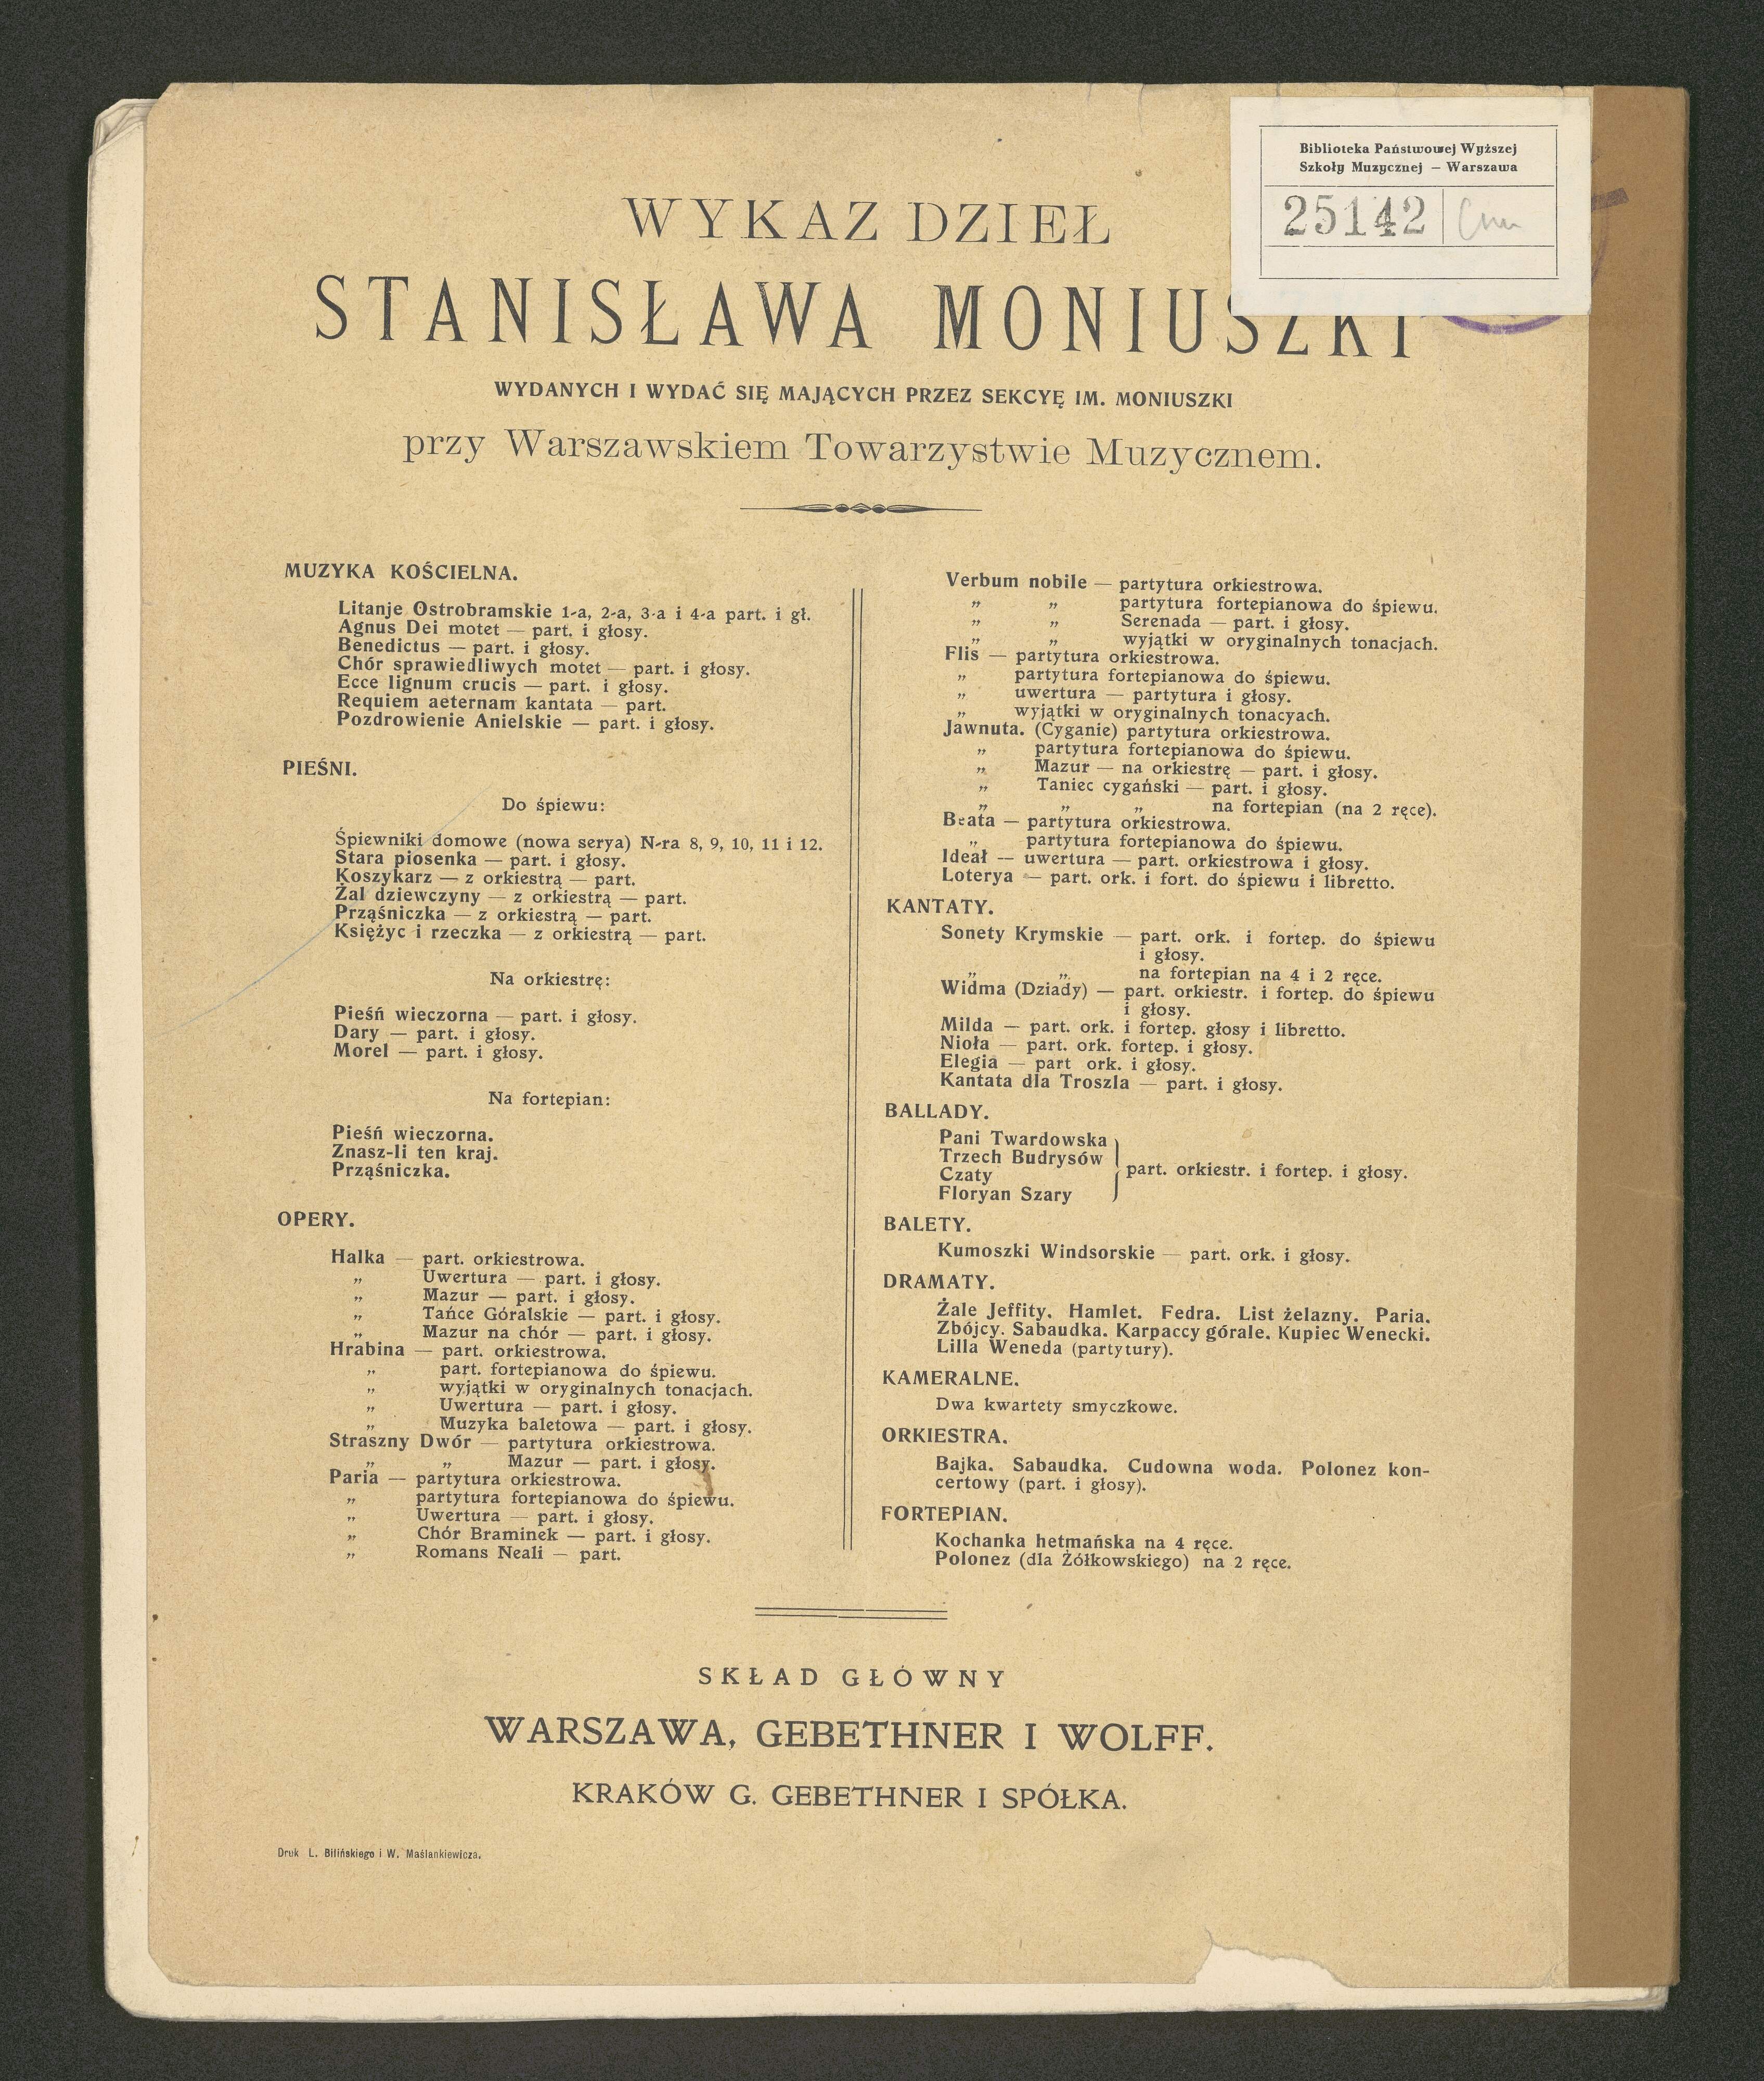 Biblioteka Państwowej Wyższej
Szkoły Muzycznej — Warszawa
25142
WYKAZ DZIEŁ
STANISŁAWA MONIUSZKI
WYDANYCH I WYDAĆ SIĘ MAJĄCYCH PRZEZ SEKCYĘ IM. MONIUSZKI
przy Warszawskiem Towarzystwie Muzycznem.
MUZYKA KOŚCIELNA.
Litanje Ostrobramskie 1-a, 2-a, 3-a i 4-a part. i gł.
Agnus Dei motet — part. i głosy.
Benedictus — part. i głosy.
Chór sprawiedliwych motet — part. i głosy.
Ecce lignum crucis — part. i głosy.
Requiem aeternam kantata — part.
Pozdrowienie Anielskie — part. i głosy.
PIEŚNI.
Do śpiewu:
Śpiewniki domowe (nowa serya) N-ra 8, 9, 10, 11 i 12.
Stara piosenka — part. i głosy.
Koszykarz — z orkiestrą — part.
Żal dziewczyny — z orkiestrą — part.
Prząśniczka — z orkiestrą — part.
Księżyc i rzeczka — z orkiestrą — part.
Na orkiestrę:
Pieśń wieczorna — part. i głosy.
Dary — part. i głosy.
Morel — part. i głosy.
Na fortepian:
Pieśń wieczorna.
Znasz-li ten kraj.
Prząśniczka.
OPERY.
Halka — part. orkiestrowa.
„ Uwertura — part. i głosy.
„ Mazur — part. i głosy.
„ Tańce Góralskie — part. i głosy.
„ Mazur na chór — part. i głosy.
Hrabina — part. orkiestrowa.
„ part. fortepianowa do śpiewu.
„ wyjątki w oryginalnych tonacjach.
„ Uwertura — part. i głosy.
„ Muzyka baletowa — part. i głosy.
Straszny Dwór — partytura orkiestrowa.
„ „ Mazur — part. i głosy.
Paria — partytura orkiestrowa.
„ partytura fortepianowa do śpiewu.
„ Uwertura — part. i głosy.
„ Chór Braminek — part. i głosy.
„ Romans Neali — part.
Verbum nobile — partytura orkiestrowa.
„ „ partytura fortepianowa do śpiewu.
„ „ Serenada — part. i głosy.
„ „ wyjątki w oryginalnych tonacjach.
Flis — partytura orkiestrowa.
„ partytura fortepianowa do śpiewu.
„ uwertura — partytura i głosy.
„ wyjątki w oryginalnych tonacyach.
Jawnuta. (Cyganie) partytura orkiestrowa.
„ partytura fortepianowa do śpiewu.
„ Mazur — na orkiestrę — part. i głosy.
„ Taniec cygański — part. i głosy.
„ „ „ na fortepian (na 2 ręce).
Beata — partytura orkiestrowa.
„ partytura fortepianowa do śpiewu.
Ideał — uwertura — part. orkiestrowa i głosy.
Loterya — part. ork. i fort. do śpiewu i libretto.
KANTATY.
Sonety Krymskie — part. ork. i fortep. do śpiewu
i głosy.
„ „ na fortepian na 4 i 2 ręce.
Widma (Dziady) — part. orkiestr. i fortep. do śpiewu
i głosy.
Milda — part. ork. i fortep. głosy i libretto.
Nioła — part. ork. fortep. i głosy.
Elegia — part ork. i głosy.
Kantata dla Troszla — part. i głosy.
BALLADY.
Pani Twardowska
Trzech Budrysów
Czaty
Floryan Szary
part. orkiestr. i fortep. i głosy.
BALETY.
Kumoszki Windsorskie — part. ork. i głosy.
DRAMATY.
Żale Jeffity. Hamlet. Fedra. List żelazny. Paria.
Zbójcy. Sabaudka. Karpaccy górale. Kupiec Wenecki.
Lilla Weneda (partytury).
KAMERALNE.
Dwa kwartety smyczkowe.
ORKIESTRA.
Bajka. Sabaudka. Cudowna woda. Polonez kon-
certowy (part. i głosy).
FORTEPIAN.
Kochanka hetmańska na 4 ręce.
Polonez (dla Żółkowskiego) na 2 ręce.
SKŁAD GŁÓWNY
WARSZAWA, GEBETHNER I WOLFF.
KRAKÓW G. GEBETHNER I SPÓŁKA.
Druk L. Bilińskiego i W. Maślankiewicza.